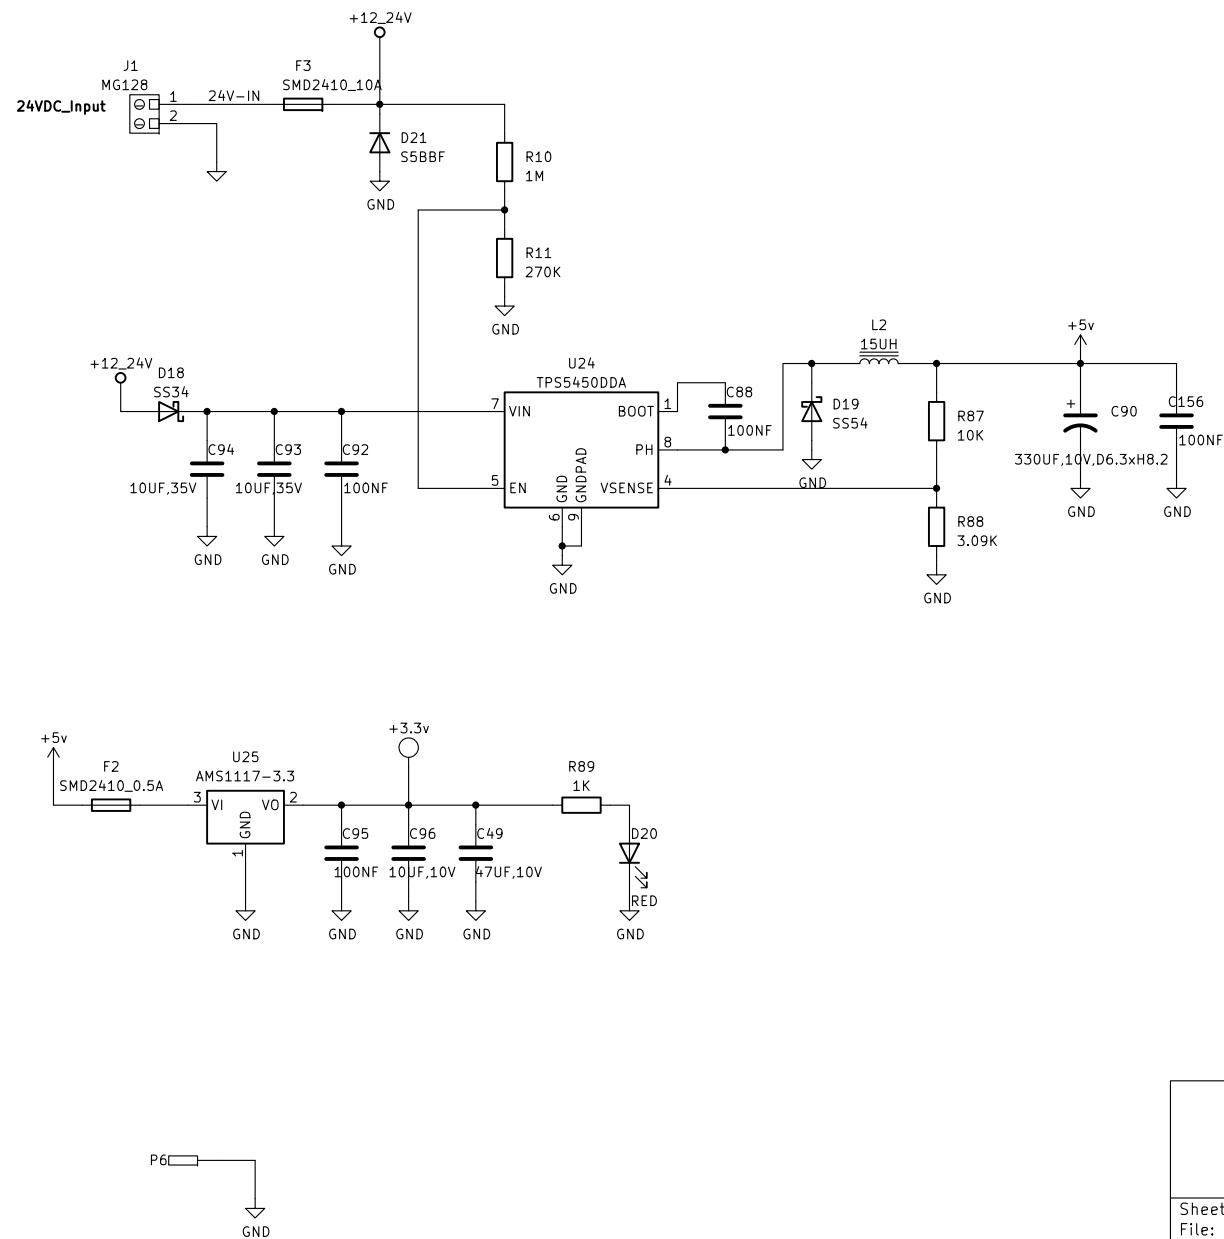 +12_24V
J1
MG128
24VDC_Input
1
2
24V-IN
F3
SMD2410_10A
D21
S5BBF
GND
R10
1M
R11
270K
GND
+12_24V
D18
SS34
C94
10UF,35V
GND
C93
10UF,35V
GND
C92
100NF
GND
U24
TPS5450DDA
7
VIN
5
EN
BOOT
1
PH
8
VSENSE
4
GND
GNDPAD
6
9
GND
C88
100NF
D19
SS54
GND
L2
15UH
R87
10K
R88
3.09K
GND
+5v
+
C90
330UF,10V,D6.3xH8.2
GND
C156
100NF
GND
+5v
F2
SMD2410_0.5A
U25
AMS1117-3.3
3
VI
VO
2
GND
1
GND
+3.3v
C95
100NF
GND
C96
10UF,10V
GND
C49
47UF,10V
GND
R89
1K
D20
RED
GND
P6
GND
Sheet
File: